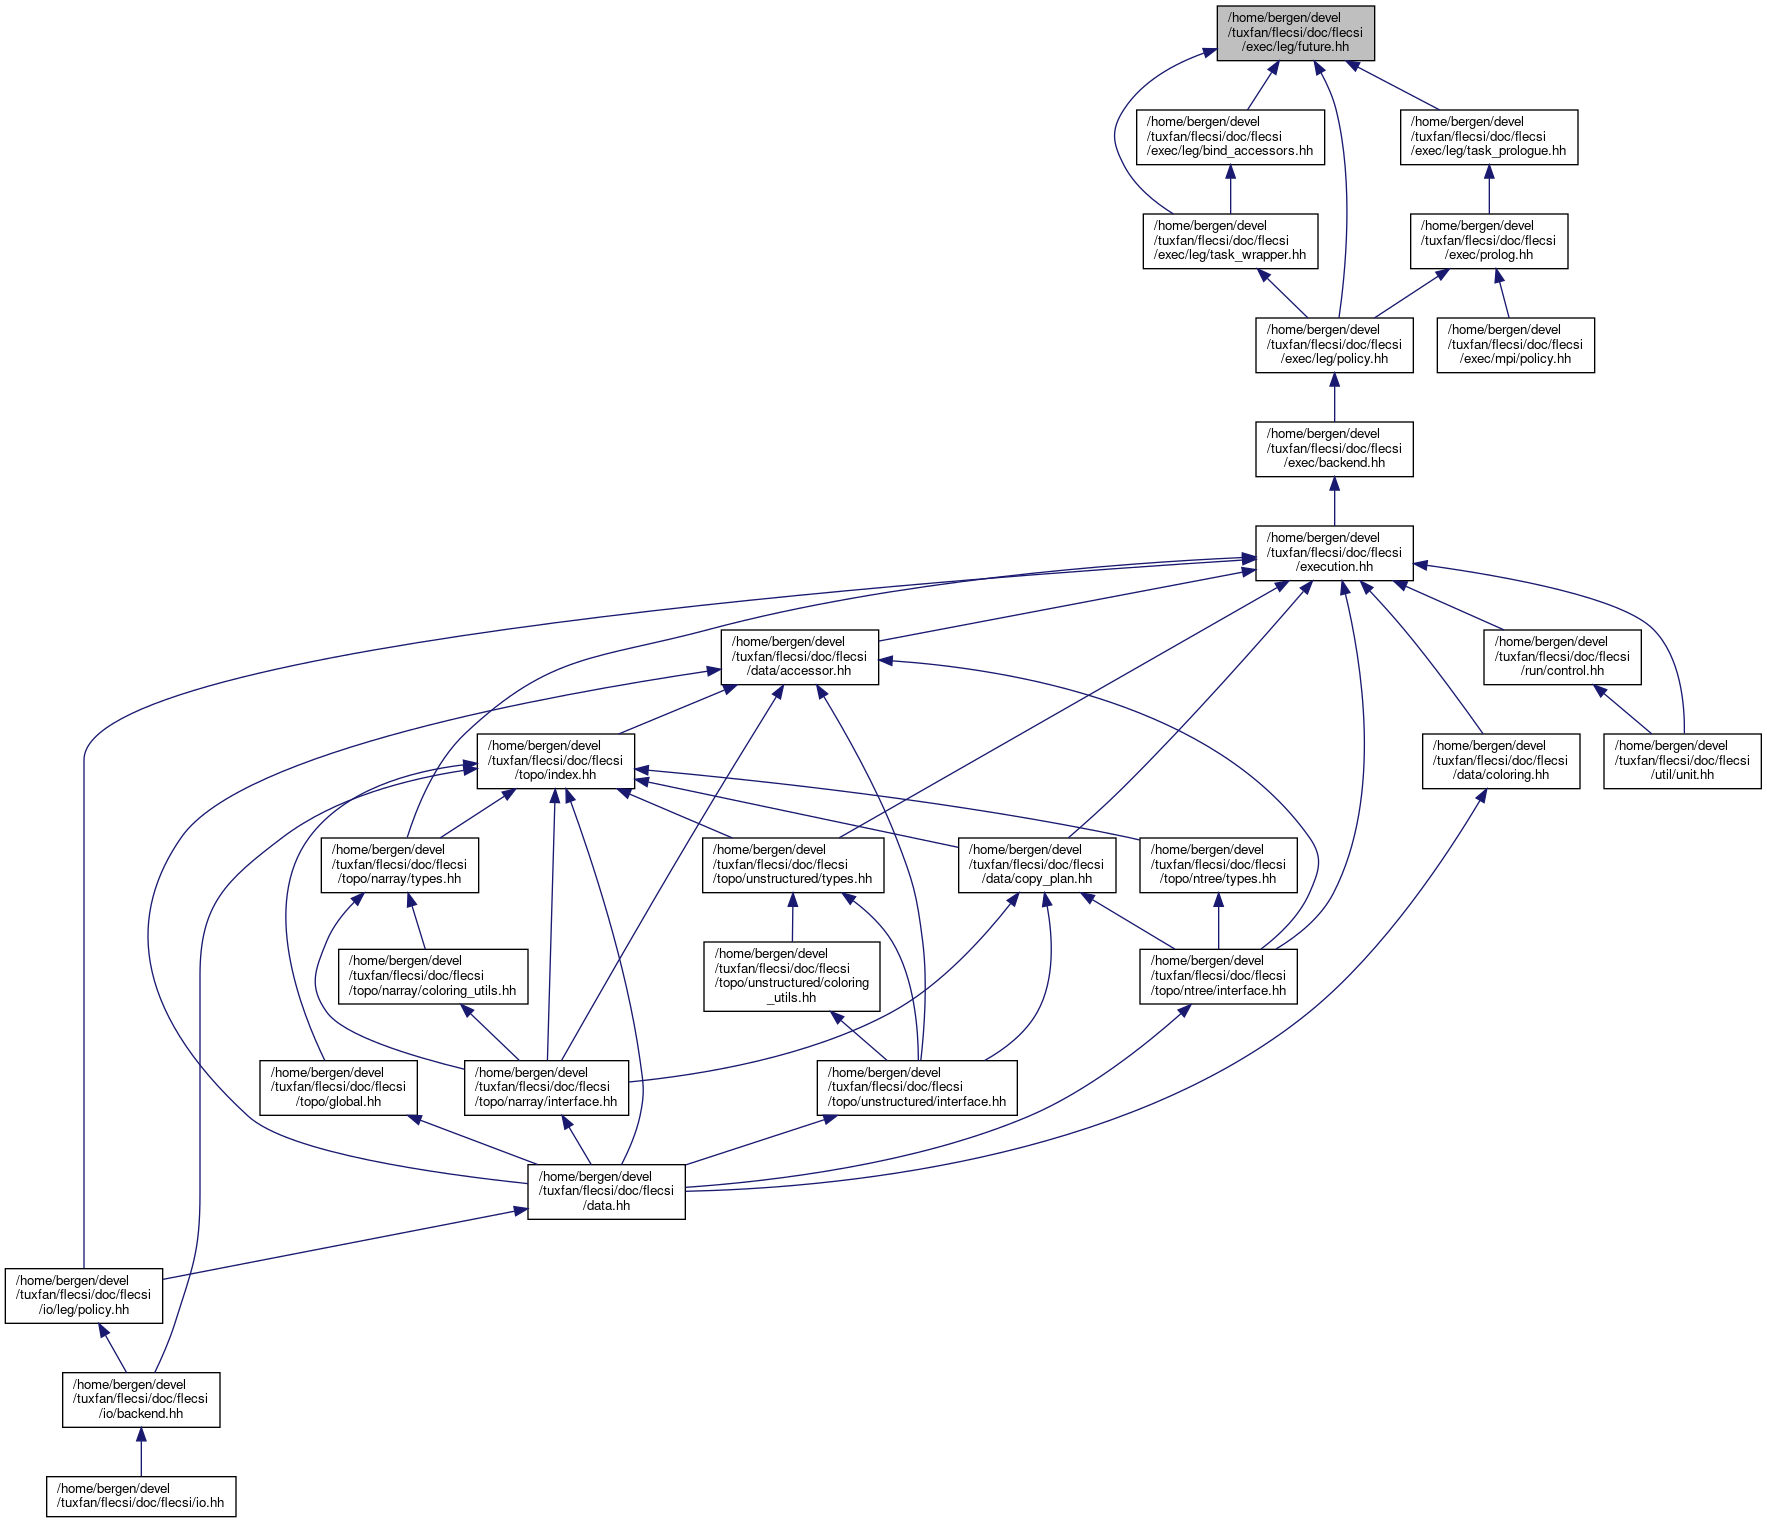 /home/bergen/devel
/tuxfan/flecsi/doc/flecsi
/exec/leg/future.hh
/home/bergen/devel
/tuxfan/flecsi/doc/flecsi
/exec/leg/bind_accessors.hh
/home/bergen/devel
/tuxfan/flecsi/doc/flecsi
/exec/leg/task_prologue.hh
/home/bergen/devel
/tuxfan/flecsi/doc/flecsi
/exec/leg/task_wrapper.hh
/home/bergen/devel
/tuxfan/flecsi/doc/flecsi
/exec/prolog.hh
/home/bergen/devel
/tuxfan/flecsi/doc/flecsi
/exec/leg/policy.hh
/home/bergen/devel
/tuxfan/flecsi/doc/flecsi
/exec/mpi/policy.hh
/home/bergen/devel
/tuxfan/flecsi/doc/flecsi
/exec/backend.hh
/home/bergen/devel
/tuxfan/flecsi/doc/flecsi
/execution.hh
/home/bergen/devel
/tuxfan/flecsi/doc/flecsi
/data/accessor.hh
/home/bergen/devel
/tuxfan/flecsi/doc/flecsi
/run/control.hh
/home/bergen/devel
/tuxfan/flecsi/doc/flecsi
/topo/index.hh
/home/bergen/devel
/tuxfan/flecsi/doc/flecsi
/data/coloring.hh
/home/bergen/devel
/tuxfan/flecsi/doc/flecsi
/util/unit.hh
/home/bergen/devel
/tuxfan/flecsi/doc/flecsi
/topo/narray/types.hh
/home/bergen/devel
/tuxfan/flecsi/doc/flecsi
/topo/unstructured/types.hh
/home/bergen/devel
/tuxfan/flecsi/doc/flecsi
/data/copy_plan.hh
/home/bergen/devel
/tuxfan/flecsi/doc/flecsi
/topo/ntree/types.hh
/home/bergen/devel
/tuxfan/flecsi/doc/flecsi
/topo/narray/coloring_utils.hh
/home/bergen/devel
/tuxfan/flecsi/doc/flecsi
/topo/unstructured/coloring
_utils.hh
/home/bergen/devel
/tuxfan/flecsi/doc/flecsi
/topo/ntree/interface.hh
/home/bergen/devel
/tuxfan/flecsi/doc/flecsi
/topo/global.hh
/home/bergen/devel
/tuxfan/flecsi/doc/flecsi
/topo/narray/interface.hh
/home/bergen/devel
/tuxfan/flecsi/doc/flecsi
/topo/unstructured/interface.hh
/home/bergen/devel
/tuxfan/flecsi/doc/flecsi
/data.hh
/home/bergen/devel
/tuxfan/flecsi/doc/flecsi
/io/leg/policy.hh
/home/bergen/devel
/tuxfan/flecsi/doc/flecsi
/io/backend.hh
/home/bergen/devel
/tuxfan/flecsi/doc/flecsi/io.hh